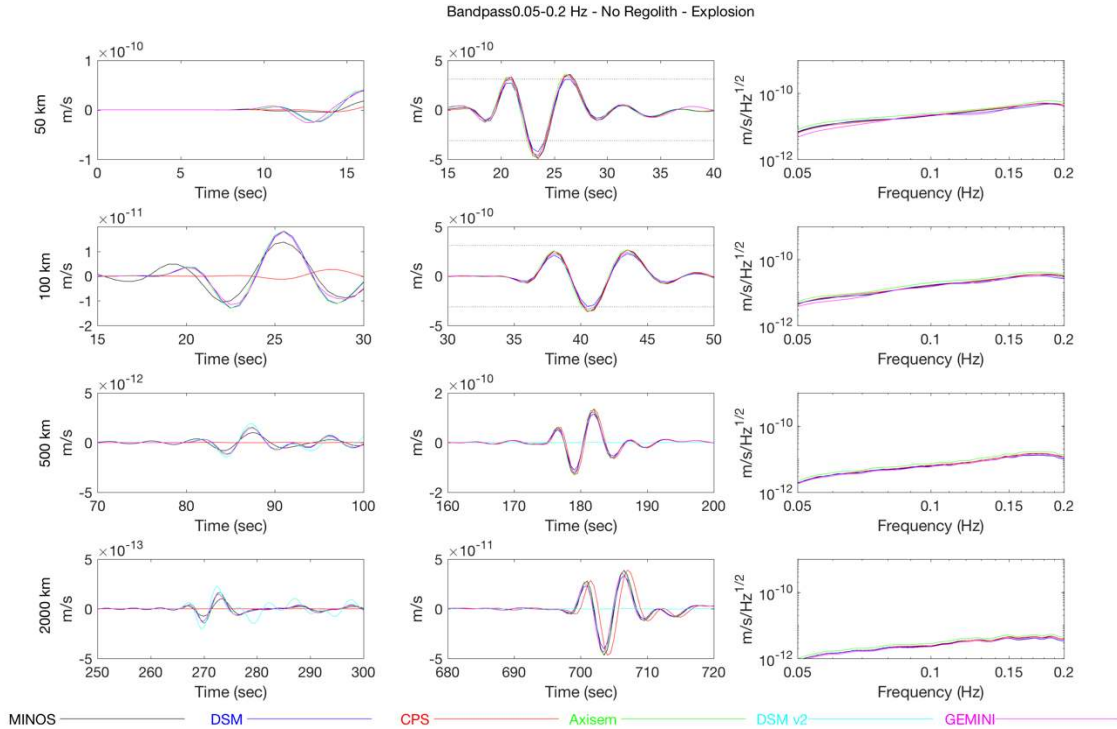 Bandpass0.05-0.2 Hz - No Regolith - Explosion
50 km
m/s
×10-10
1
0
-1
0 5 10 15
Time (sec)
×10-10
5
0
-5
15 20 25 30 35 40
Time (sec)
m/s/Hz1/2
10-10
10-12
0.05 0.1 0.15 0.2
Frequency (Hz)
100 km
m/s
×10-11
1
0
-1
-2
15 20 25 30
Time (sec)
×10-10
5
0
-5
30 35 40 45 50
Time (sec)
m/s/Hz1/2
10-10
10-12
0.05 0.1 0.15 0.2
Frequency (Hz)
500 km
m/s
×10-12
5
0
-5
70 80 90 100
Time (sec)
m/s
×10-10
2
0
-2
160 170 180 190 200
Time (sec)
m/s/Hz1/2
10-10
10-12
0.05 0.1 0.15 0.2
Frequency (Hz)
2000 km
m/s
×10-13
5
0
-5
250 260 270 280 290 300
Time (sec)
m/s
×10-11
5
0
-5
680 690 700 710 720
Time (sec)
m/s/Hz1/2
10-10
10-12
0.05 0.1 0.15 0.2
Frequency (Hz)
MINOS DSM CPS Axisem DSM v2 GEMINI